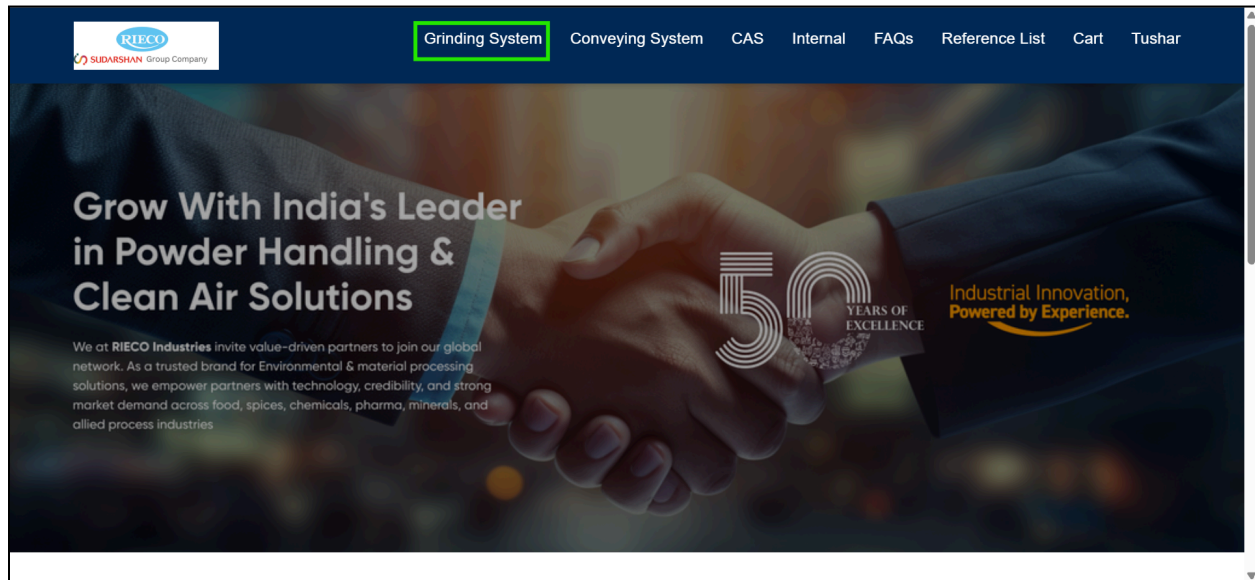 RIECO
SUDARSHAN Group Company
Grinding System Conveying System CAS Internal FAQs Reference List Cart Tushar
Grow With India's Leader
in Powder Handling &
Clean Air Solutions
We at RIECO Industries invite value-driven partners to join our global
network. As a trusted brand for Environmental & material processing
solutions, we empower partners with technology, credibility, and strong
market demand across food, spices, chemicals, pharma, minerals, and
allied process industries
50
YEARS OF
EXCELLENCE
Industrial Innovation,
Powered by Experience.